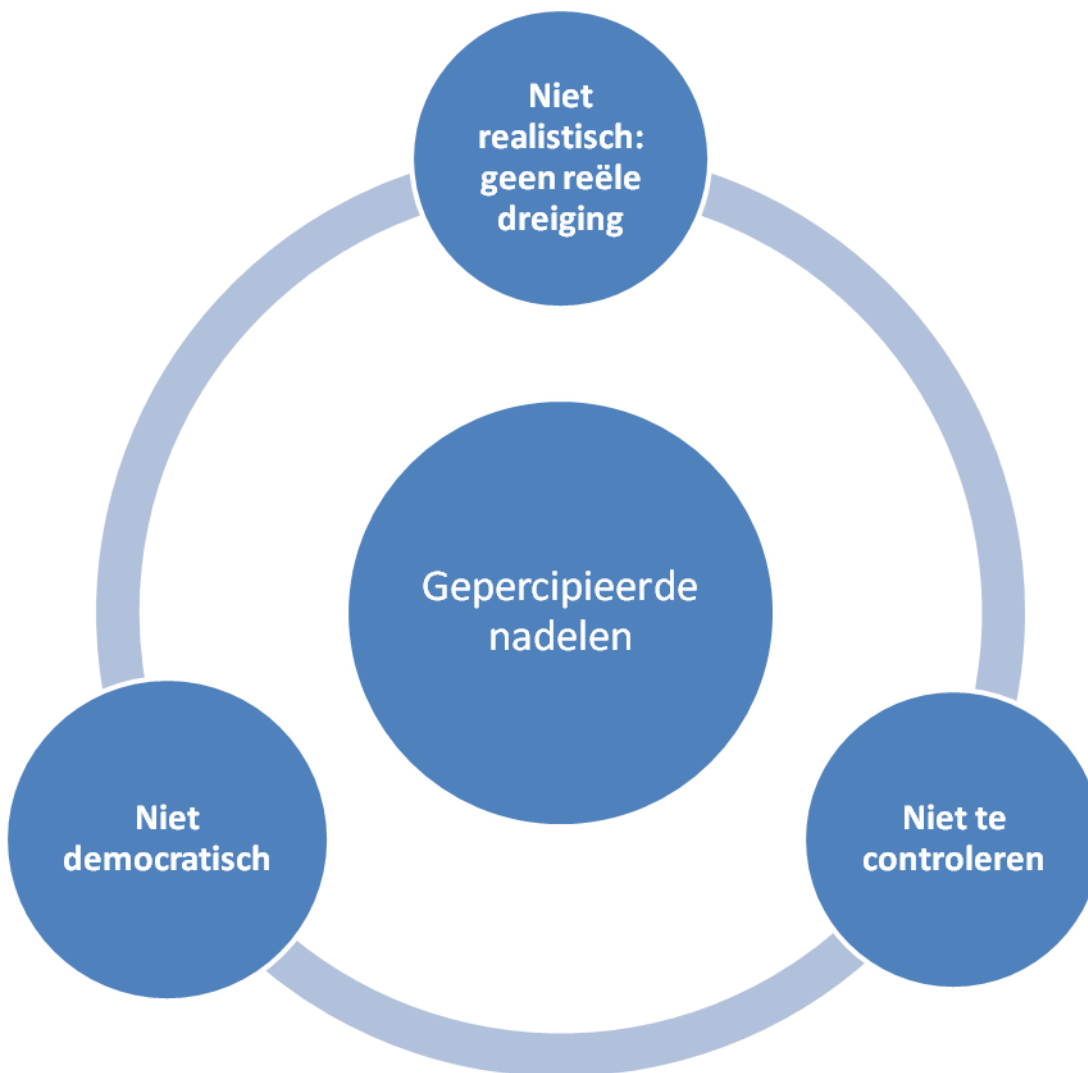 Niet
realistisch:
geen reële
dreiging
Gepercipieerde
nadelen
Niet
democratisch
Niet te
controleren